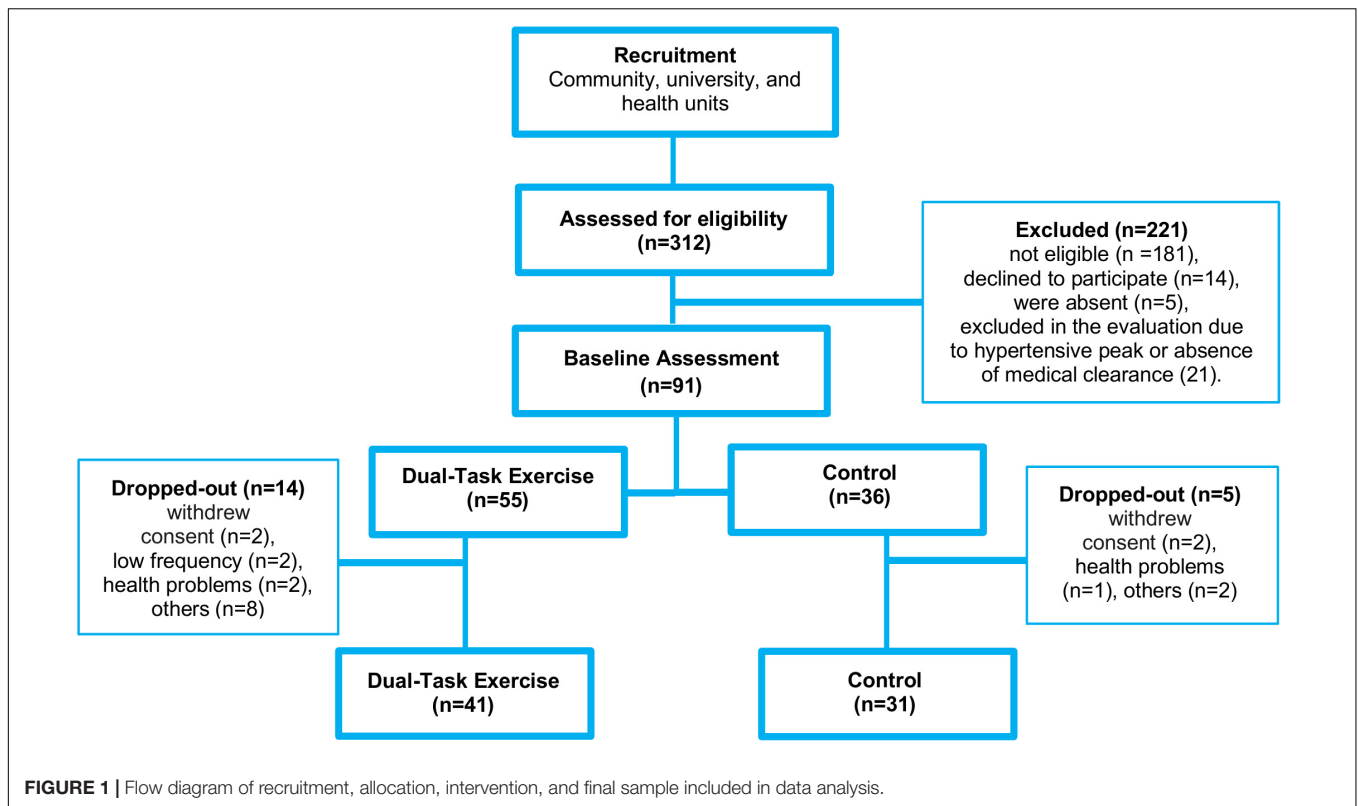 Recruitment
Community, university, and
health units
Assessed for eligibility
(n=312)
Excluded (n=221)
not eligible (n =181),
declined to participate (n=14),
were absent (n=5),
excluded in the evaluation due
to hypertensive peak or absence
of medical clearance (21).
Baseline Assessment
(n=91)
Dual-Task Exercise
(n=55)
Control
(n=36)
Dropped-out (n=14)
withdrew
consent (n=2),
low frequency (n=2),
health problems (n=2),
others (n=8)
Dropped-out (n=5)
withdrew
consent (n=2),
health problems
(n=1), others (n=2)
Dual-Task Exercise
(n=41)
Control
(n=31)
FIGURE 1 | Flow diagram of recruitment, allocation, intervention, and final sample included in data analysis.